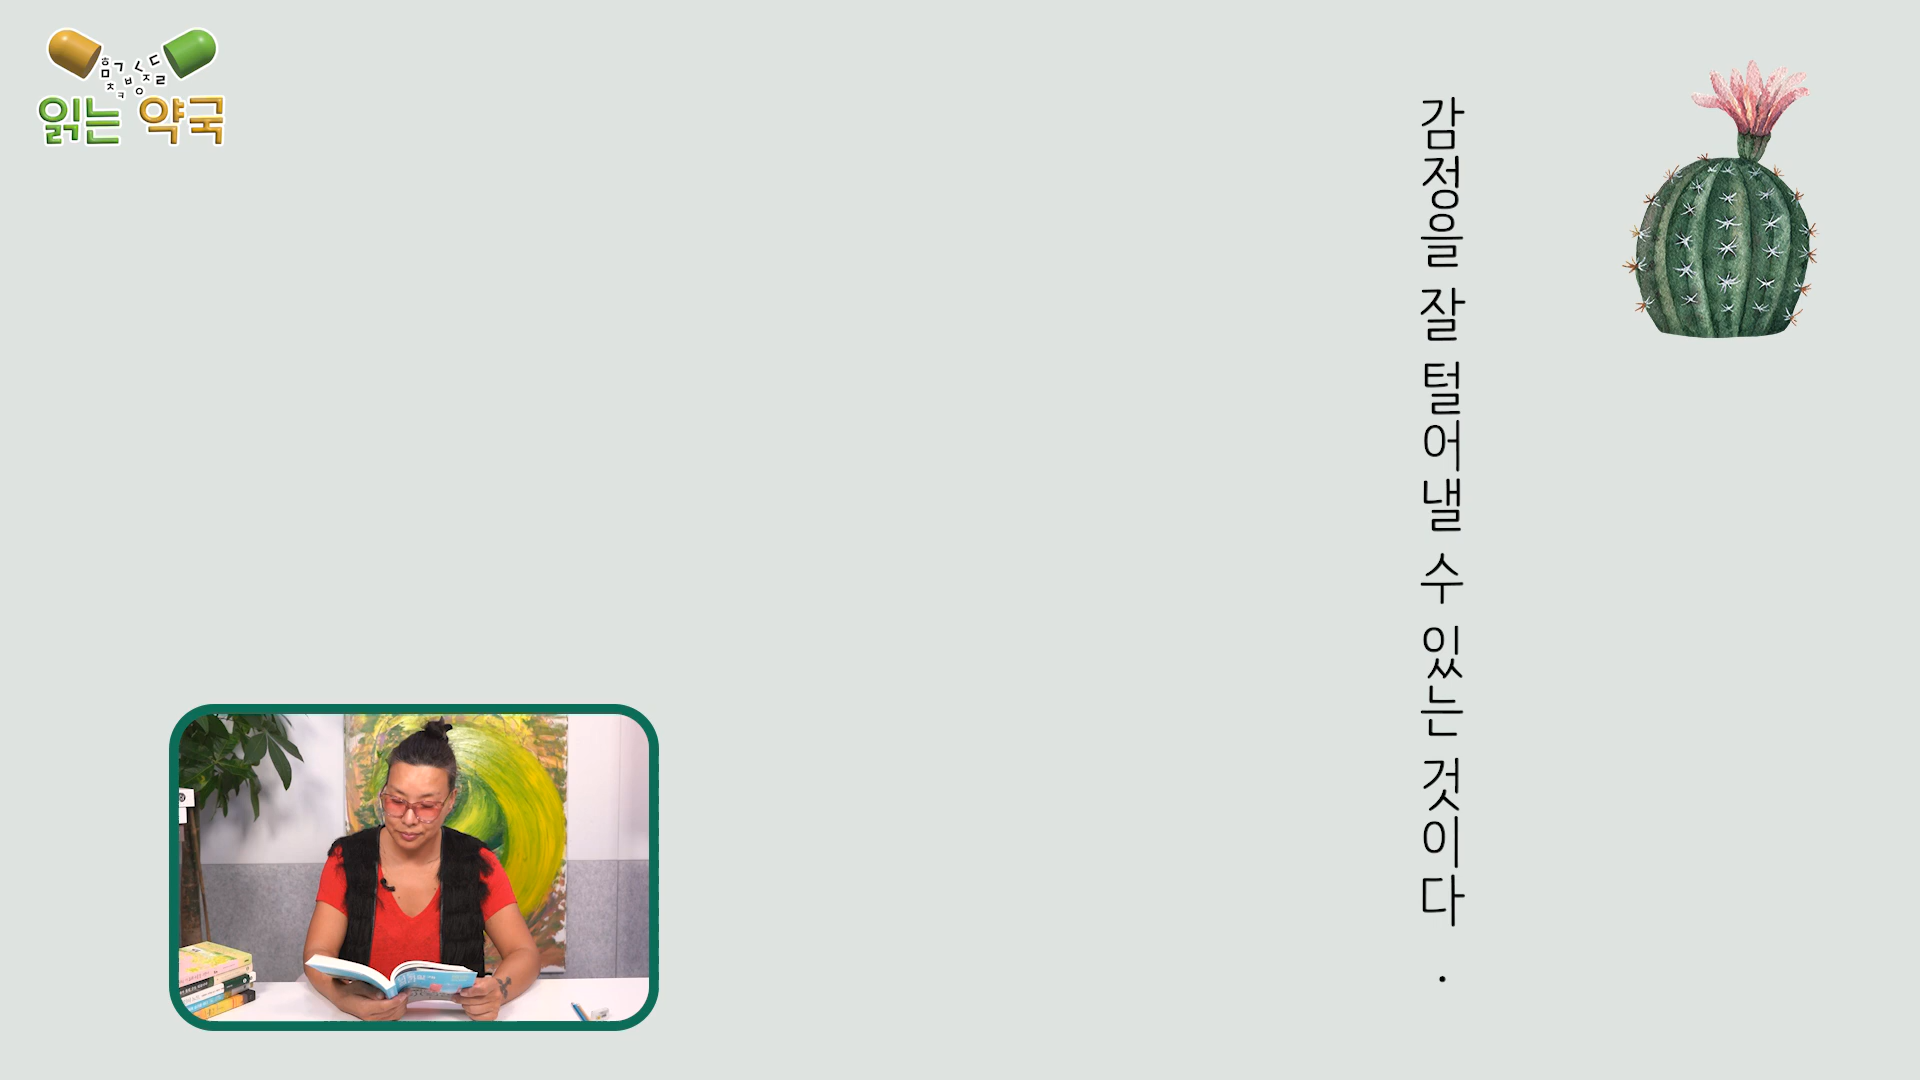 읽는 약국
감정을 잘 털어낼 수 있는 것이다.